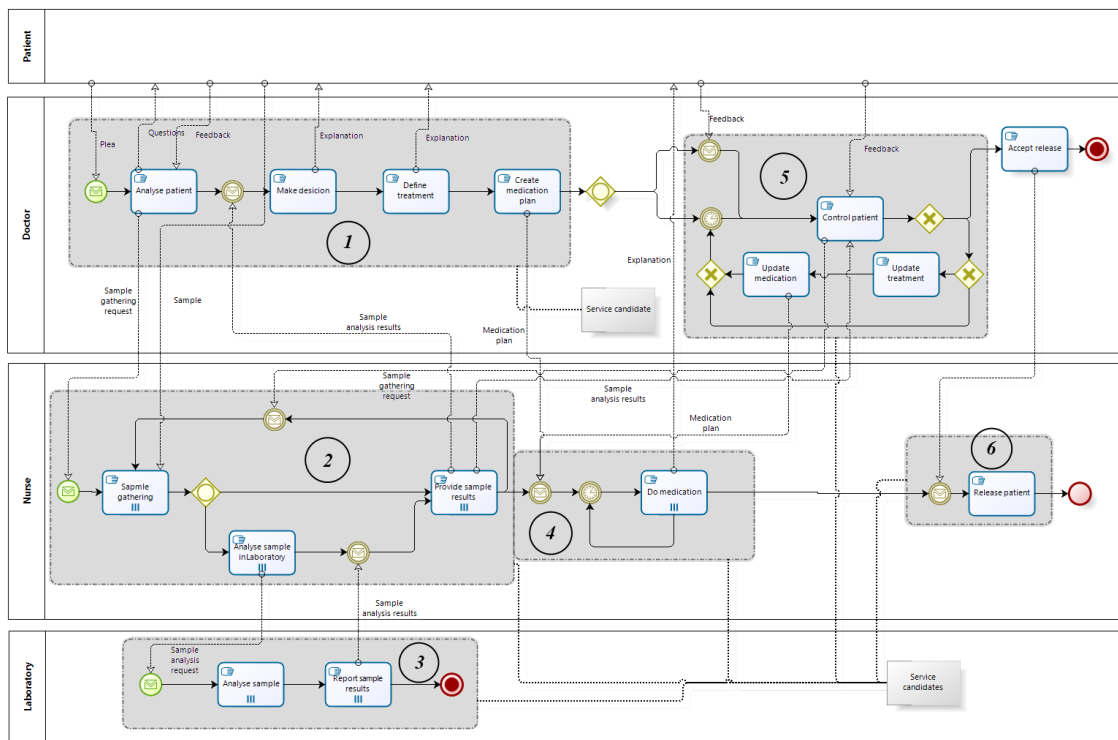 Patient
Doctor
Plea
Questions
Feedback
Explanation
Explanation
Feedback
Analyse patient
Make desicion
Define
treatment
Create
medication
plan
1
5
Feedback
Control patient
Accept release
Explanation
Update
medication
Update
treatment
Sample
gathering
request
Sample
Sample
analysis results
Medication
plan
Service candidate
Nurse
Sample
gathering
request
Sample
analysis results
Medication
plan
2
Sapmle
gathering
Provide sample
results
Analyse sample
inLaboratory
4
Do medication
6
Release patient
Sample
analysis results
Laboratory
Sample
analysis
request
Analyse sample
Report sample
results
3
Service
candidates